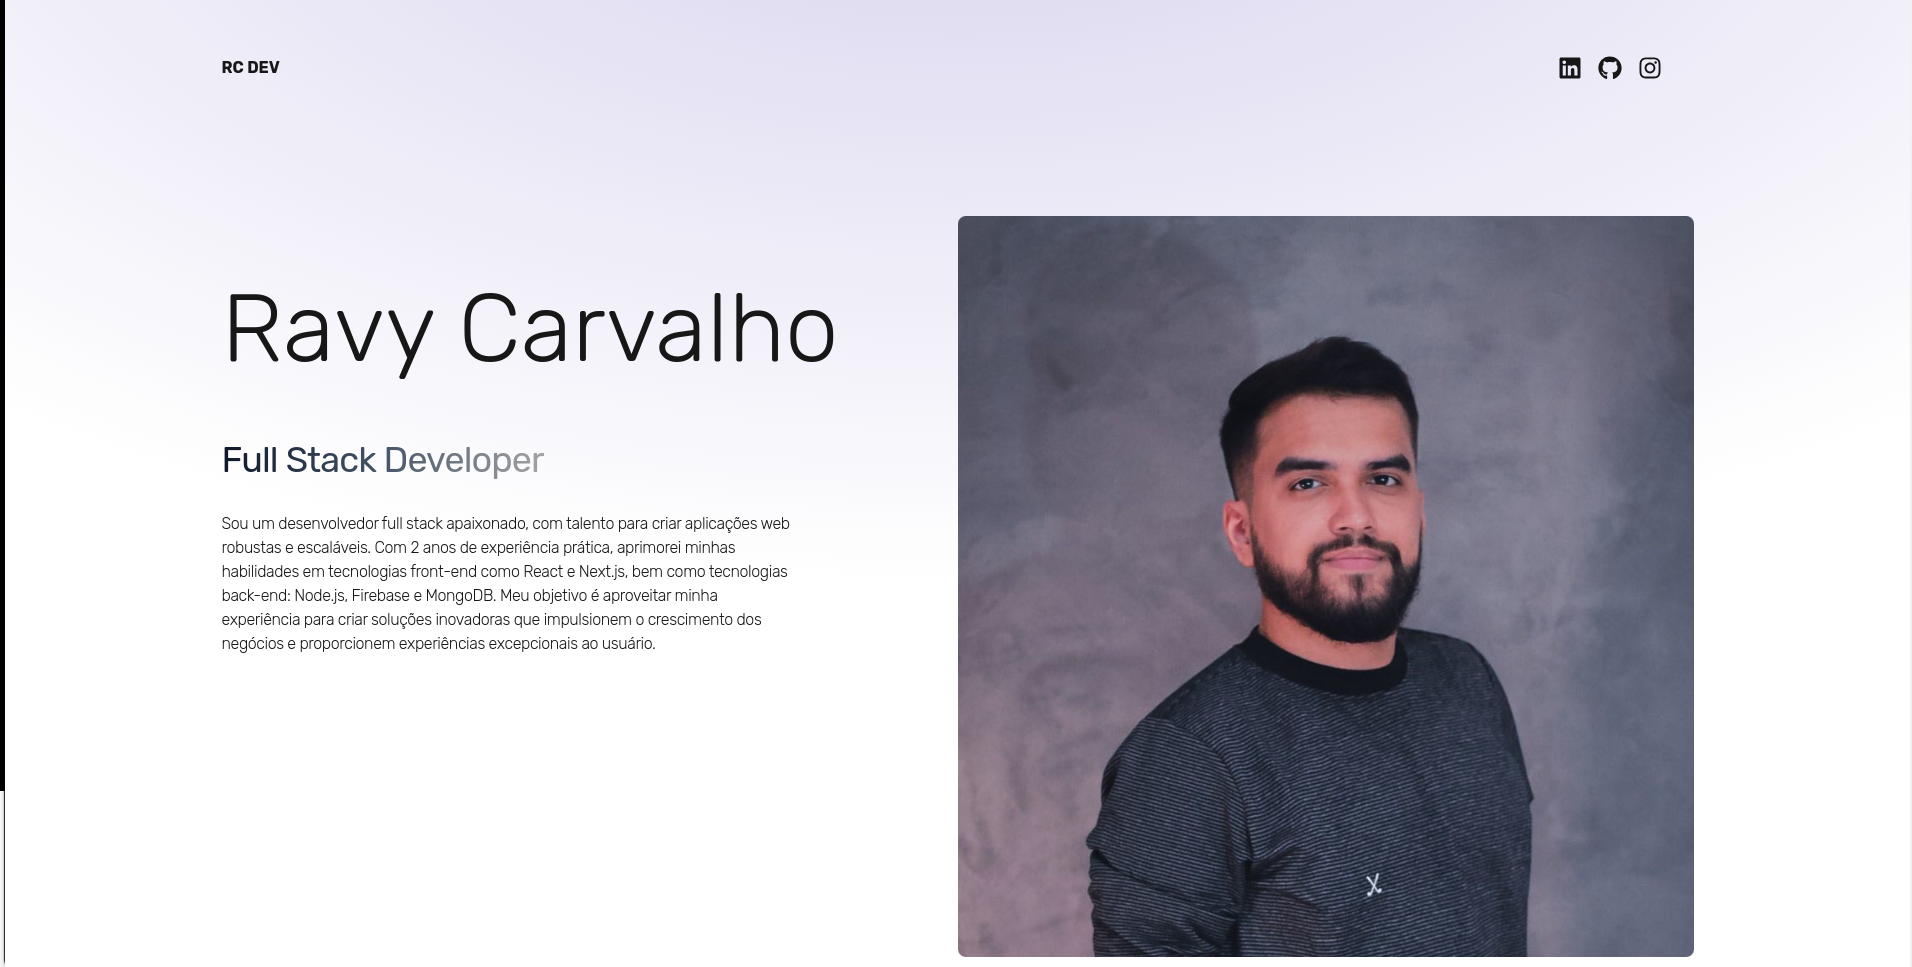 RC DEV
Ravy Carvalho
Full Stack Developer
Sou um desenvolvedor full stack apaixonado, com talento para criar aplicações web
robustas e escaláveis. Com 2 anos de experiência prática, aprimorei minhas
habilidades em tecnologias front-end como React e Next.js, bem como tecnologias
back-end: Node.js, Firebase e MongoDB. Meu objetivo é aproveitar minha
experiência para criar soluções inovadoras que impulsionem o crescimento dos
negócios e proporcionem experiências excepcionais ao usuário.